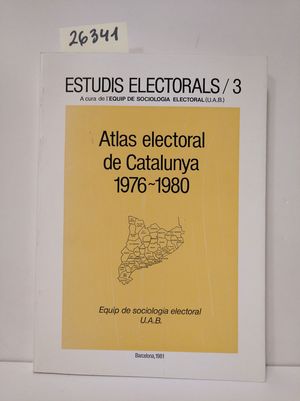 26341
ESTUDIS ELECTORALS/3
A cura de l'EQUIP DE SOCIOLOGIA ELECTORAL (U.A.B.)
Atlas electoral
de Catalunya
1976~1980
Equip de sociologia electoral
U.A.B.
Barcelona, 1981